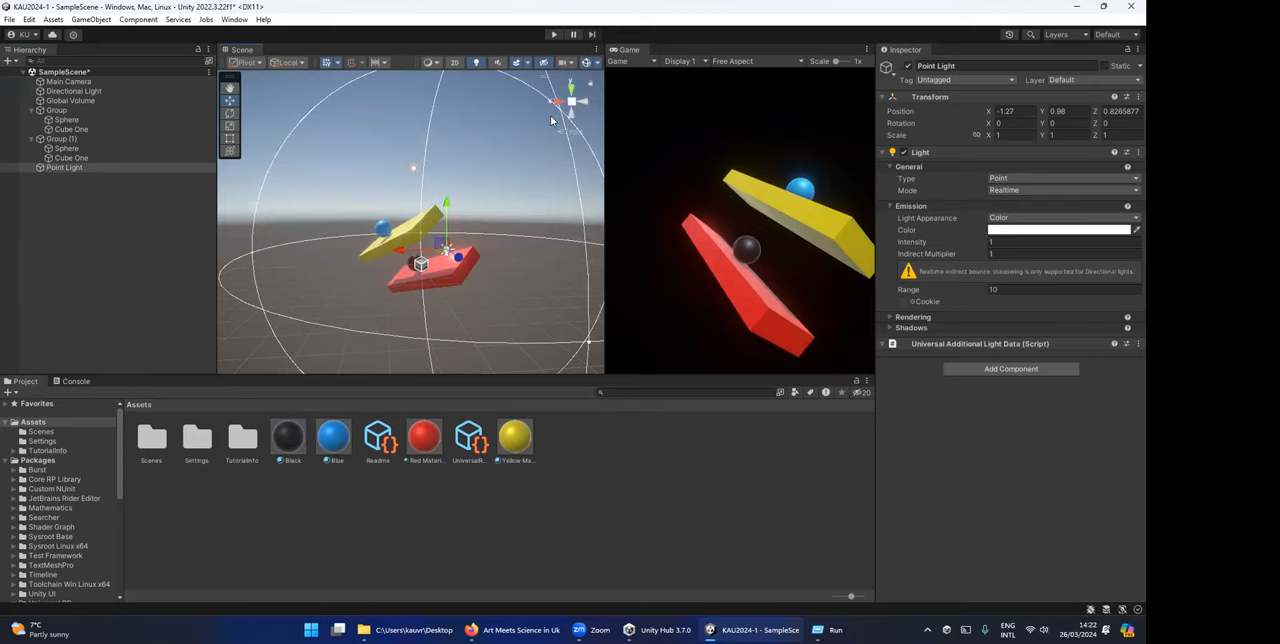 KAU2024-1 - SampleScene - Windows, Mac, Linux - Unity 2022.3.22f1* <DX11>
File Edit Assets GameObject Component Services Jobs Window Help
KU
Layers Default
Hierarchy
All
SampleScene*
Main Camera
Directional Light
Global Volume
Group
Sphere
Cube One
Group (1)
Sphere
Cube One
Point Light
Scene
Pivot Local 2D
y
Game
Game Display 1 Free Aspect Scale 1x
Inspector
Point Light Static
Tag Untagged Layer Default
Transform
Position X -1.27 Y 0.98 Z 0.8265877
Rotation X 0 Y 0 Z 0
Scale X 1 Y 1 Z 1
Light
General
Type Point
Mode Realtime
Emission
Light Appearance Color
Color
Intensity 1
Indirect Multiplier 1
Realtime indirect bounce shadowing is only supported for Directional lights.
Range 10
Cookie
Rendering
Shadows
Universal Additional Light Data (Script)
Add Component
Project Console
20
Favorites
Assets
Scenes
Settings
TutorialInfo
Packages
Burst
Core RP Library
Custom NUnit
JetBrains Rider Editor
Mathematics
Searcher
Shader Graph
Sysroot Base
Sysroot Linux x64
Test Framework
TextMeshPro
Timeline
Toolchain Win Linux x64
Unity UI
Assets
Scenes Settings TutorialInfo Black Blue Readme Red Materi... UniversalR... Yellow Ma...
7°C
Partly sunny
C:\Users\kauvr\Desktop
Art Meets Science in Uk
Zoom
Unity Hub 3.7.0
KAU2024-1 - SampleSce
Run
ENG
INTL
14:22
26/03/2024